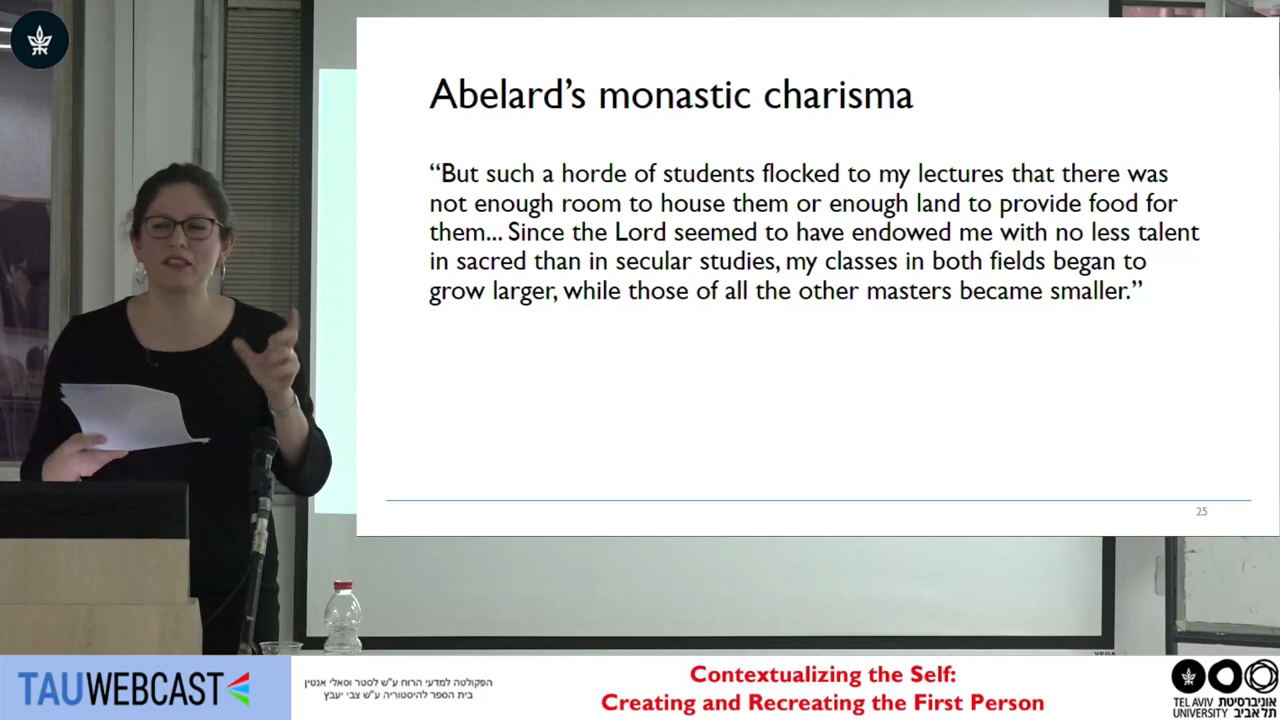 Abelard’s monastic charisma
“But such a horde of students flocked to my lectures that there was
not enough room to house them or enough land to provide food for
them... Since the Lord seemed to have endowed me with no less talent
in sacred than in secular studies, my classes in both fields began to
grow larger, while those of all the other masters became smaller.”
25
VEGA
TAUWEBCAST
הפקולטה למדעי הרוח ע"ש לסטר וסאלי אנטין
בית הספר להיסטוריה ע"ש צבי יעבץ
Contextualizing the Self:
Creating and Recreating the First Person
TEL AVIV אוניברסיטת
UNIVERSITY תל אביב